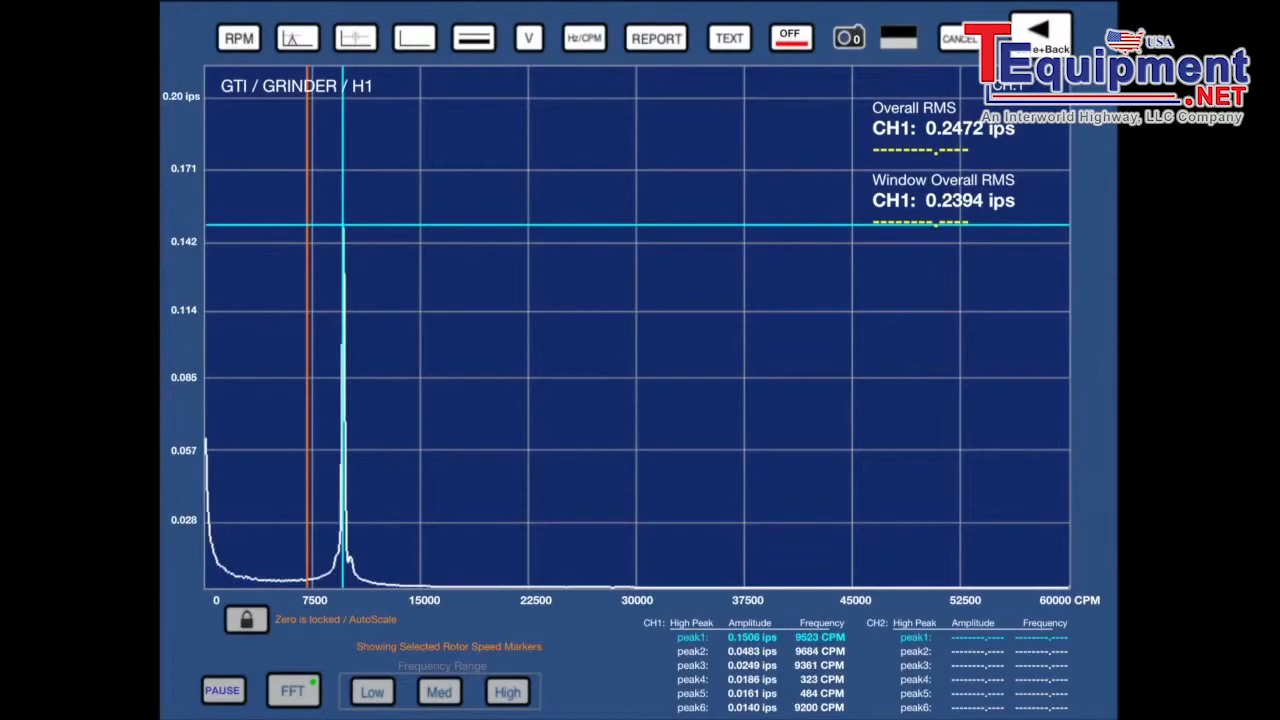 RPM
V
Hz/CPM
REPORT
TEXT
OFF
0
CANCEL
e+Back
USA
TEquipment
.NET
An Interworld Highway, LLC Company
GTI / GRINDER / H1
Overall RMS
CH1: 0.2472 ips
--------.----
Window Overall RMS
CH1: 0.2394 ips
--------.----
0.20 ips
0.171
0.142
0.114
0.085
0.057
0.028
0 7500 15000 22500 30000 37500 45000 52500 60000 CPM
Zero is locked / AutoScale
Showing Selected Rotor Speed Markers
Frequency Range
PAUSE
FFT
Low
Med
High
CH1: High Peak Amplitude Frequency
peak1: 0.1506 ips 9523 CPM
peak2: 0.0483 ips 9684 CPM
peak3: 0.0249 ips 9361 CPM
peak4: 0.0186 ips 323 CPM
peak5: 0.0161 ips 484 CPM
peak6: 0.0140 ips 9200 CPM
CH2: High Peak Amplitude Frequency
peak1: --------.---- --------.----
peak2: --------.---- --------.----
peak3: --------.---- --------.----
peak4: --------.---- --------.----
peak5: --------.---- --------.----
peak6: --------.---- --------.----